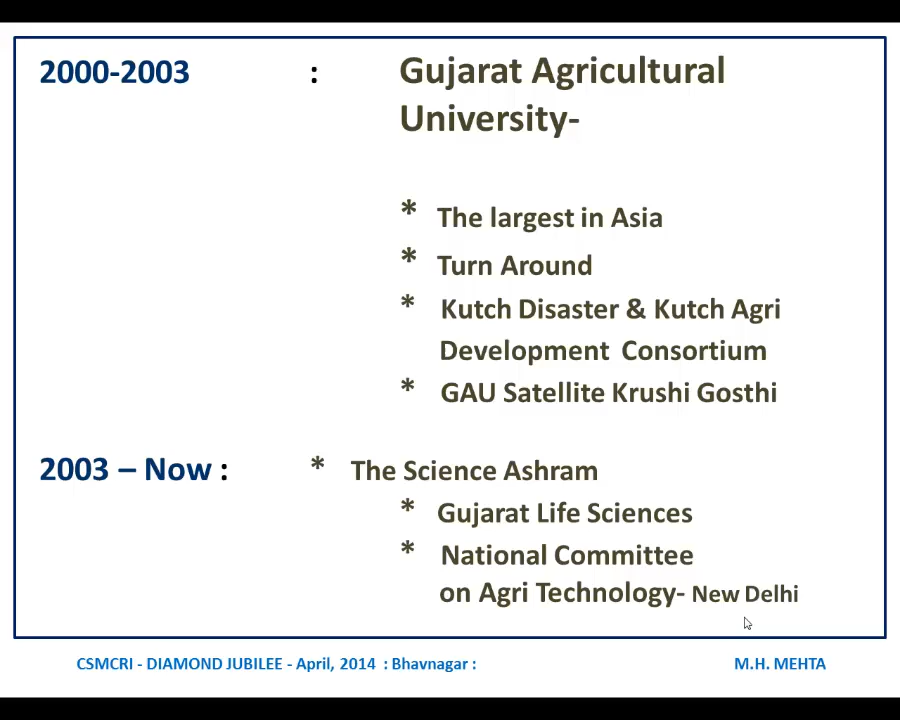 2000-2003 : Gujarat Agricultural
University-
* The largest in Asia
* Turn Around
* Kutch Disaster & Kutch Agri
Development Consortium
* GAU Satellite Krushi Gosthi
2003 – Now : * The Science Ashram
* Gujarat Life Sciences
* National Committee
on Agri Technology- New Delhi
CSMCRI - DIAMOND JUBILEE - April, 2014 : Bhavnagar : M.H. MEHTA